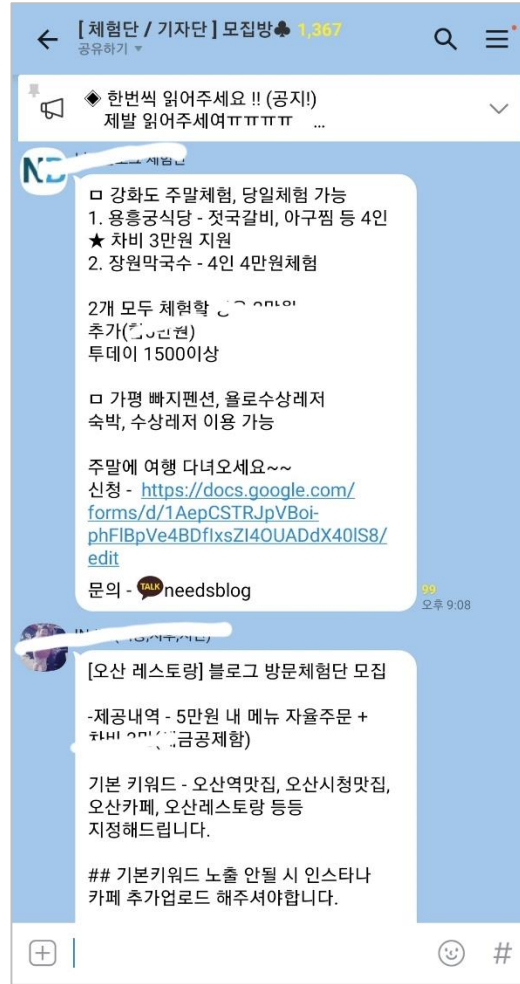 [ 체험단 / 기자단 ] 모집방♣ 1,367
공유하기 ▼
◈ 한번씩 읽어주세요 !! (공지!)
제발 읽어주세여ㅠㅠㅠㅠ ...
체험단
ㅁ 강화도 주말체험, 당일체험 가능
1. 용흥궁식당 - 젓국갈비, 아구찜 등 4인
★ 차비 3만원 지원
2. 장원막국수 - 4인 4만원체험
2개 모두 체험할
추가(
투데이 1500이상
ㅁ 가평 빠지펜션, 욜로수상레저
숙박, 수상레저 이용 가능
주말에 여행 다녀오세요~~
신청 - https://docs.google.com/
forms/d/1AepCSTRJpVBoi-
phFlBpVe4BDfIxsZI4OUADdX40lS8/
edit
문의 - TALK needsblog
99
오후 9:08
[오산 레스토랑] 블로그 방문체험단 모집
-제공내역 - 5만원 내 메뉴 자율주문 +
기본 키워드 - 오산역맛집, 오산시청맛집,
오산카페, 오산레스토랑 등등
지정해드립니다.
## 기본키워드 노출 안될 시 인스타나
카페 추가업로드 해주셔야합니다.
#